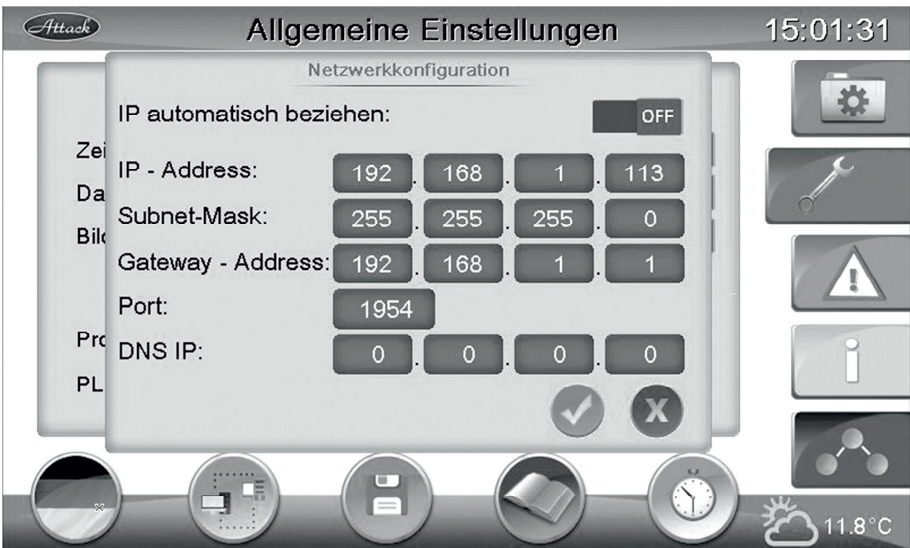 Attack
Allgemeine Einstellungen
15:01:31
Netzwerkkonfiguration
IP automatisch beziehen: OFF
Zei
IP - Address: 192 . 168 . 1 . 113
Da
Subnet-Mask: 255 . 255 . 255 . 0
Bild
Gateway - Address: 192 . 168 . 1 . 1
Port: 1954
Pro
DNS IP: 0 . 0 . 0 . 0
PL
X
11.8°C